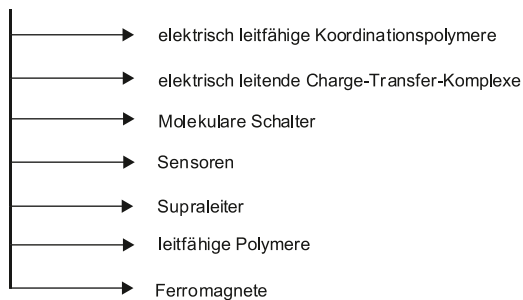 elektrisch leitfähige Koordinationspolymere
elektrisch leitende Charge-Transfer-Komplexe
Molekulare Schalter
Sensoren
Supraleiter
leitfähige Polymere
Ferromagnete